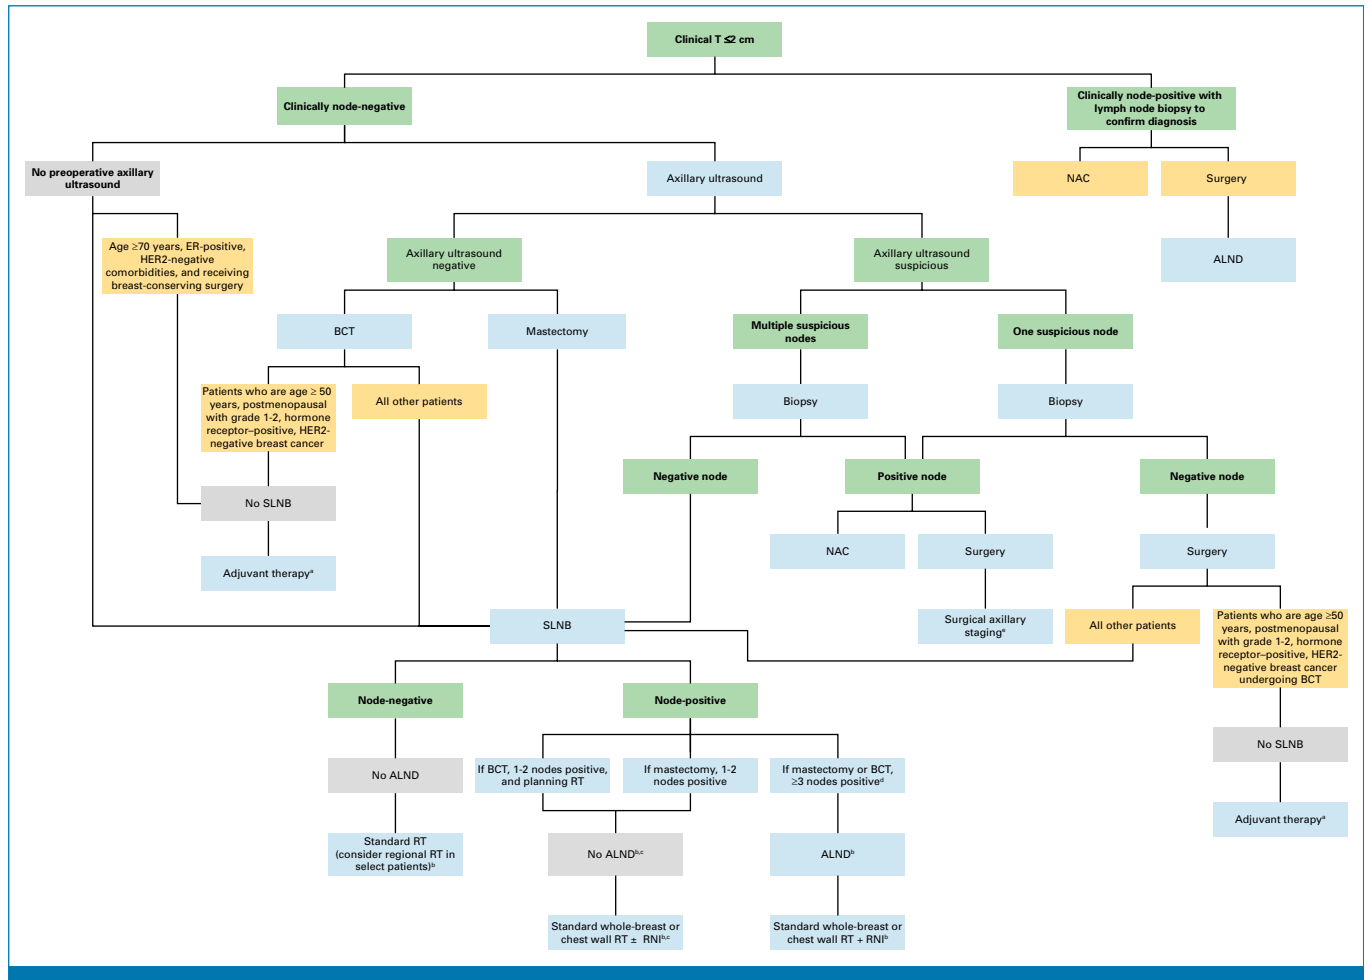 Clinical T ≤2 cm
Clinically node-negative
Clinically node-positive with
lymph node biopsy to
confirm diagnosis
No preoperative axillary
ultrasound
Axillary ultrasound
NAC
Surgery
Age ≥70 years, ER-positive,
HER2-negative
comorbidities, and receiving
breast-conserving surgery
Axillary ultrasound
negative
Axillary ultrasound
suspicious
ALND
BCT
Mastectomy
Multiple suspicious
nodes
One suspicious node
Patients who are age ≥ 50
years, postmenopausal
with grade 1-2, hormone
receptor–positive, HER2-
negative breast cancer
All other patients
Biopsy
Biopsy
Negative node
Positive node
Negative node
No SLNB
NAC
Surgery
Surgery
Adjuvant therapyᵃ
SLNB
Surgical axillary
stagingᵉ
All other patients
Patients who are age ≥50
years, postmenopausal
with grade 1-2, hormone
receptor–positive, HER2-
negative breast cancer
undergoing BCT
Node-negative
Node-positive
No SLNB
No ALND
If BCT, 1-2 nodes positive,
and planning RT
If mastectomy, 1-2
nodes positive
If mastectomy or BCT,
≥3 nodes positiveᵈ
Adjuvant therapyᵃ
Standard RT
(consider regional RT in
select patients)ᵇ
No ALNDᵇ,ᶜ
ALNDᵇ
Standard whole-breast or
chest wall RT ± RNIᵇ,ᶜ
Standard whole-breast or
chest wall RT + RNIᵇ